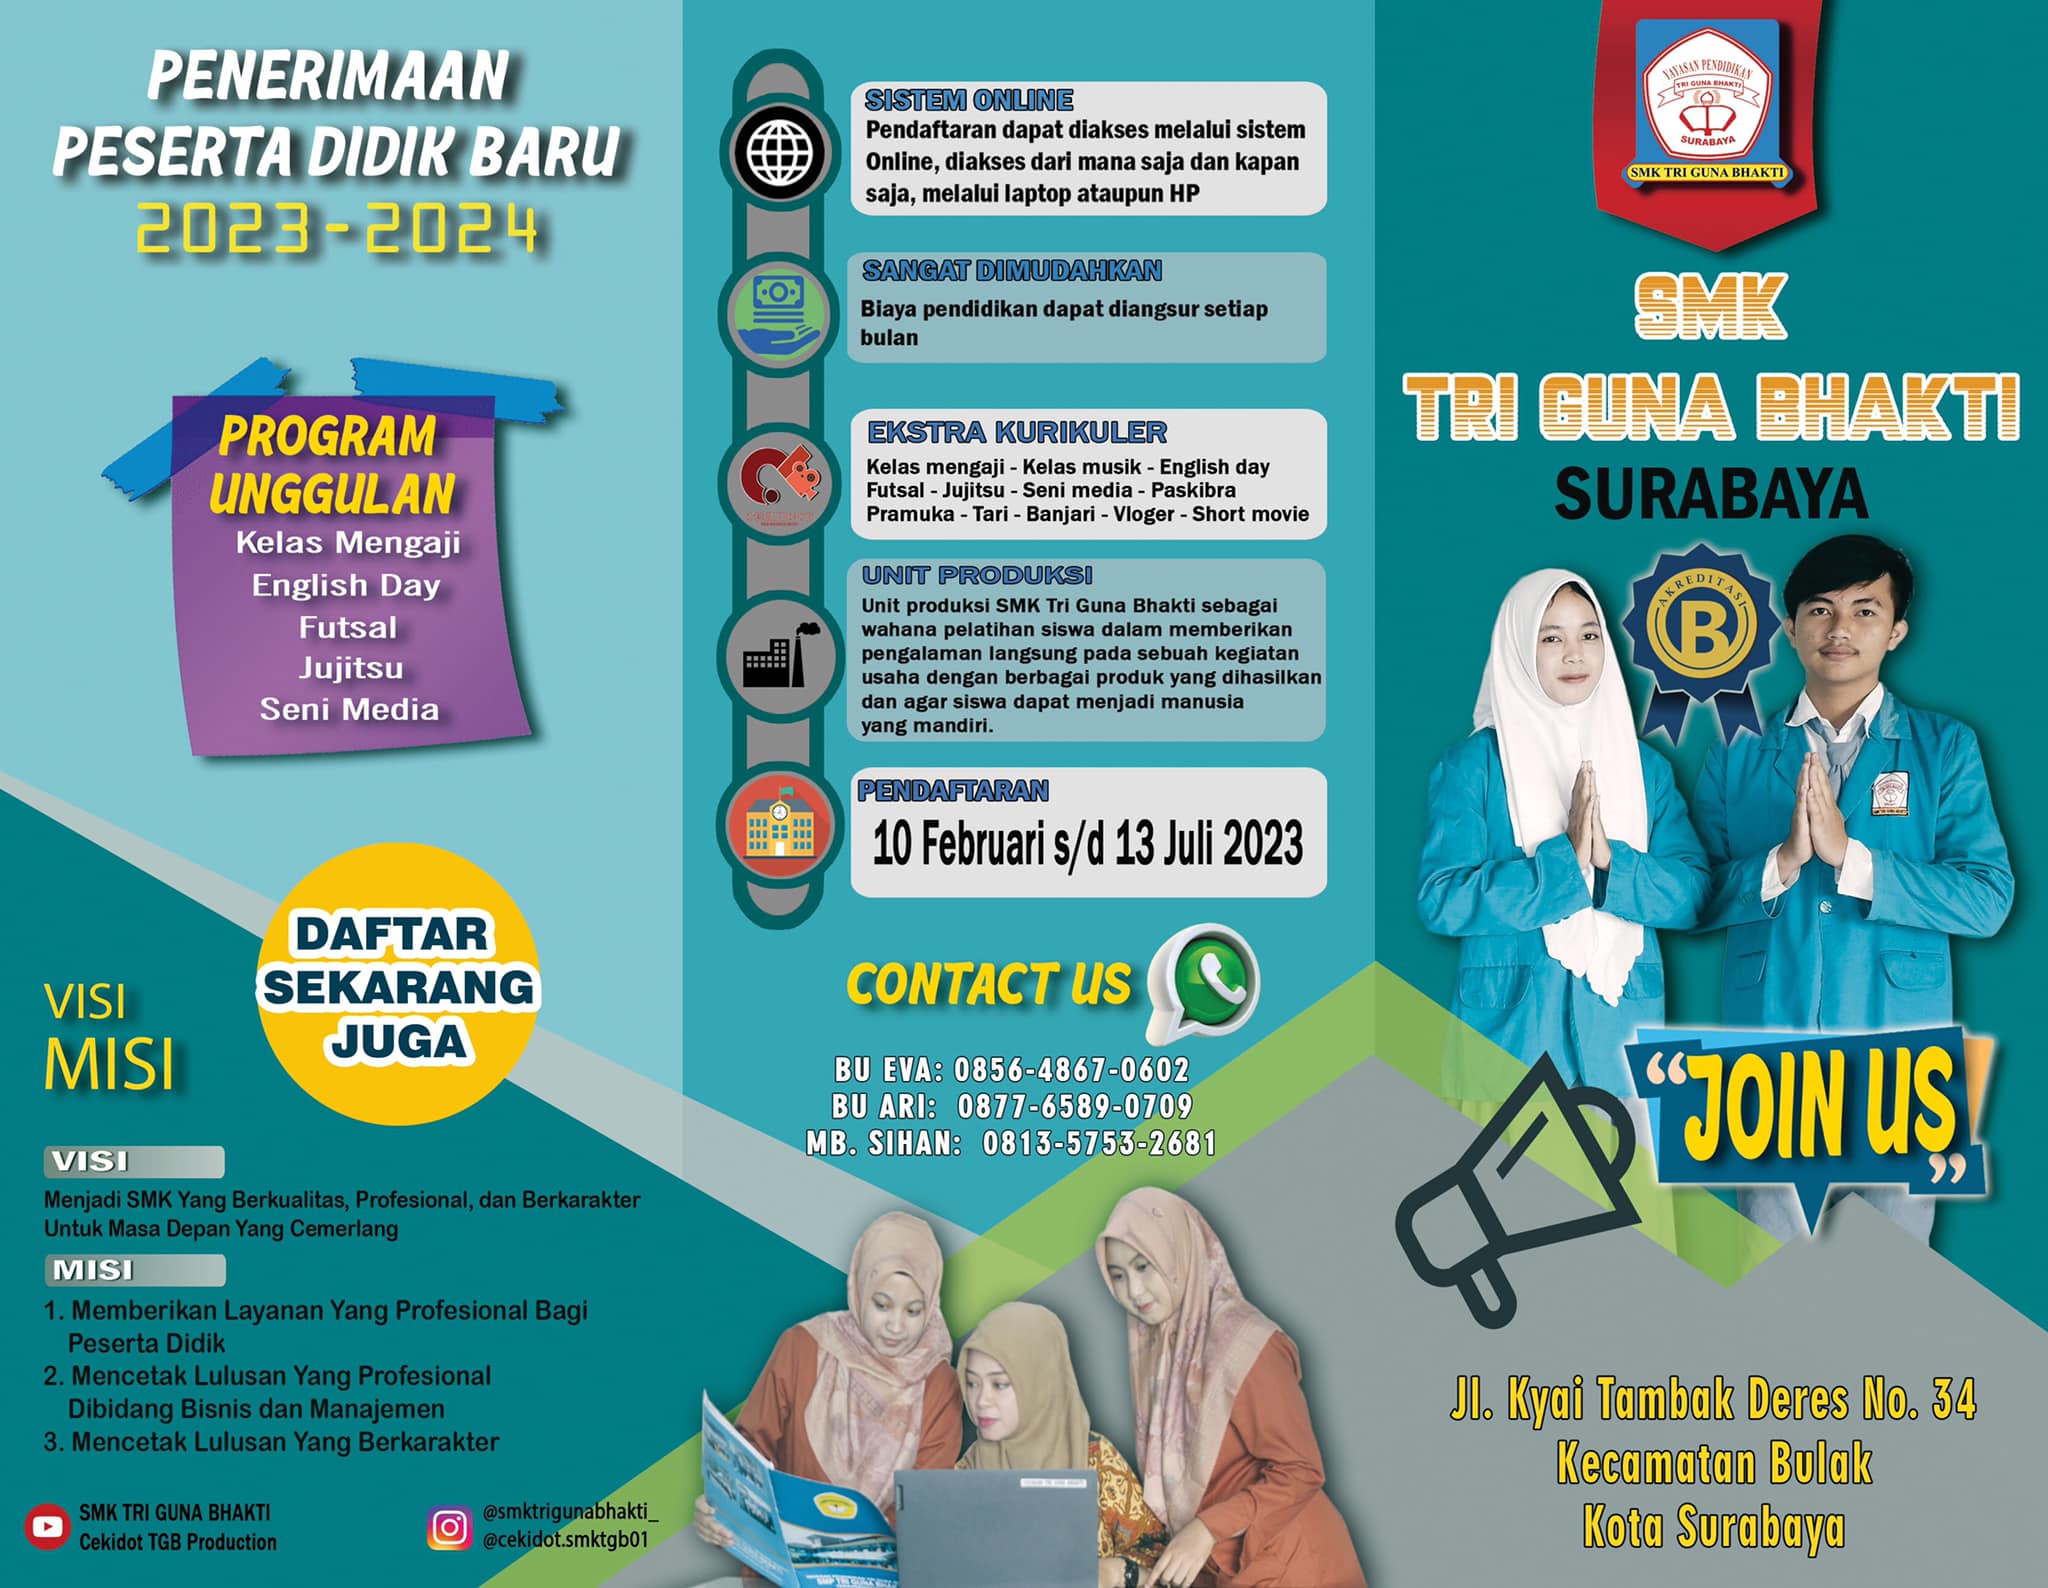 PENERIMAAN
PESERTA DIDIK BARU
2023-2024
PROGRAM
UNGGULAN
Kelas Mengaji
English Day
Futsal
Jujitsu
Seni Media
DAFTAR
SEKARANG
JUGA
VISI
MISI
VISI
Menjadi SMK Yang Berkualitas, Profesional, dan Berkarakter
Untuk Masa Depan Yang Cemerlang
MISI
1. Memberikan Layanan Yang Profesional Bagi
Peserta Didik
2. Mencetak Lulusan Yang Profesional
Dibidang Bisnis dan Manajemen
3. Mencetak Lulusan Yang Berkarakter
SMK TRI GUNA BHAKTI
Cekidot TGB Production
@smktrigunabhakti_
@cekidot.smktgb01
SISTEM ONLINE
Pendaftaran dapat diakses melalui sistem
Online, diakses dari mana saja dan kapan
saja, melalui laptop ataupun HP
SANGAT DIMUDAHKAN
Biaya pendidikan dapat diangsur setiap
bulan
EKSTRA KURIKULER
Kelas mengaji - Kelas musik - English day
Futsal - Jujitsu - Seni media - Paskibra
Pramuka - Tari - Banjari - Vloger - Short movie
UNIT PRODUKSI
Unit produksi SMK Tri Guna Bhakti sebagai
wahana pelatihan siswa dalam memberikan
pengalaman langsung pada sebuah kegiatan
usaha dengan berbagai produk yang dihasilkan
dan agar siswa dapat menjadi manusia
yang mandiri.
PENDAFTARAN
10 Februari s/d 13 Juli 2023
CONTACT US
BU EVA: 0856-4867-0602
BU ARI: 0877-6589-0709
MB. SIHAN: 0813-5753-2681
YAYASAN PENDIDIKAN
TRI GUNA BHAKTI
SURABAYA
SMK TRI GUNA BHAKTI
SMK
TRI GUNA BHAKTI
SURABAYA
AKREDITASI
B
"JOIN US"
Jl. Kyai Tambak Deres No. 34
Kecamatan Bulak
Kota Surabaya